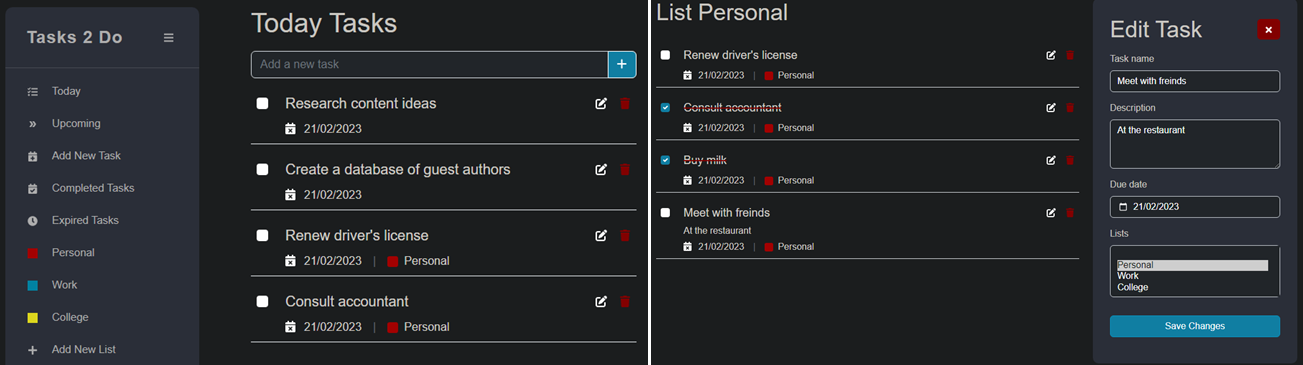 Tasks 2 Do
Today
Upcoming
Add New Task
Completed Tasks
Expired Tasks
Personal
Work
College
Add New List
Today Tasks
Add a new task
Research content ideas
21/02/2023
Create a database of guest authors
21/02/2023
Renew driver's license
21/02/2023 | Personal
Consult accountant
21/02/2023 | Personal
List Personal
Renew driver's license
21/02/2023 | Personal
Consult accountant
21/02/2023 | Personal
Buy milk
21/02/2023 | Personal
Meet with freinds
At the restaurant
21/02/2023 | Personal
Edit Task
Task name
Meet with freinds
Description
At the restaurant
Due date
21/02/2023
Lists
Personal
Work
College
Save Changes